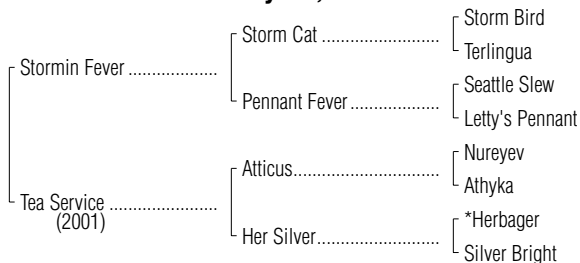 Storm Bird
Storm Cat ........................
Terlingua
Stormin Fever ..................
Seattle Slew
Pennant Fever ..................
Letty's Pennant
Nureyev
Atticus.............................
Athyka
Tea Service ......................
(2001)
*Herbager
Her Silver.........................
Silver Bright